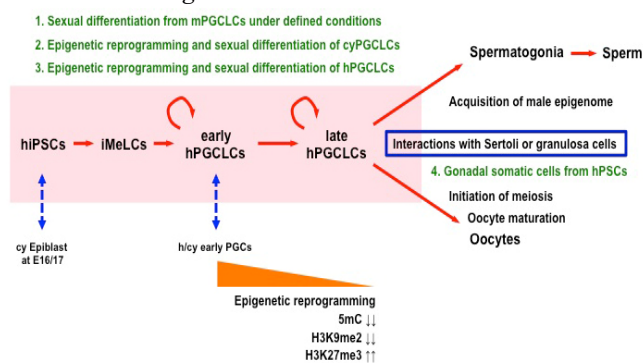 1. Sexual differentiation from mPGCLCs under defined conditions
2. Epigenetic reprogramming and sexual differentiation of cyPGCLCs
3. Epigenetic reprogramming and sexual differentiation of hPGCLCs
Spermatogonia
Sperm
Acquisition of male epigenome
hiPSCs
iMeLCs
early
hPGCLCs
late
hPGCLCs
Interactions with Sertoli or granulosa cells
4. Gonadal somatic cells from hPSCs
Initiation of meiosis
Oocyte maturation
Oocytes
cy Epiblast
at E16/17
h/cy early PGCs
Epigenetic reprogramming
5mC ↓↓
H3K9me2 ↓↓
H3K27me3 ↑↑